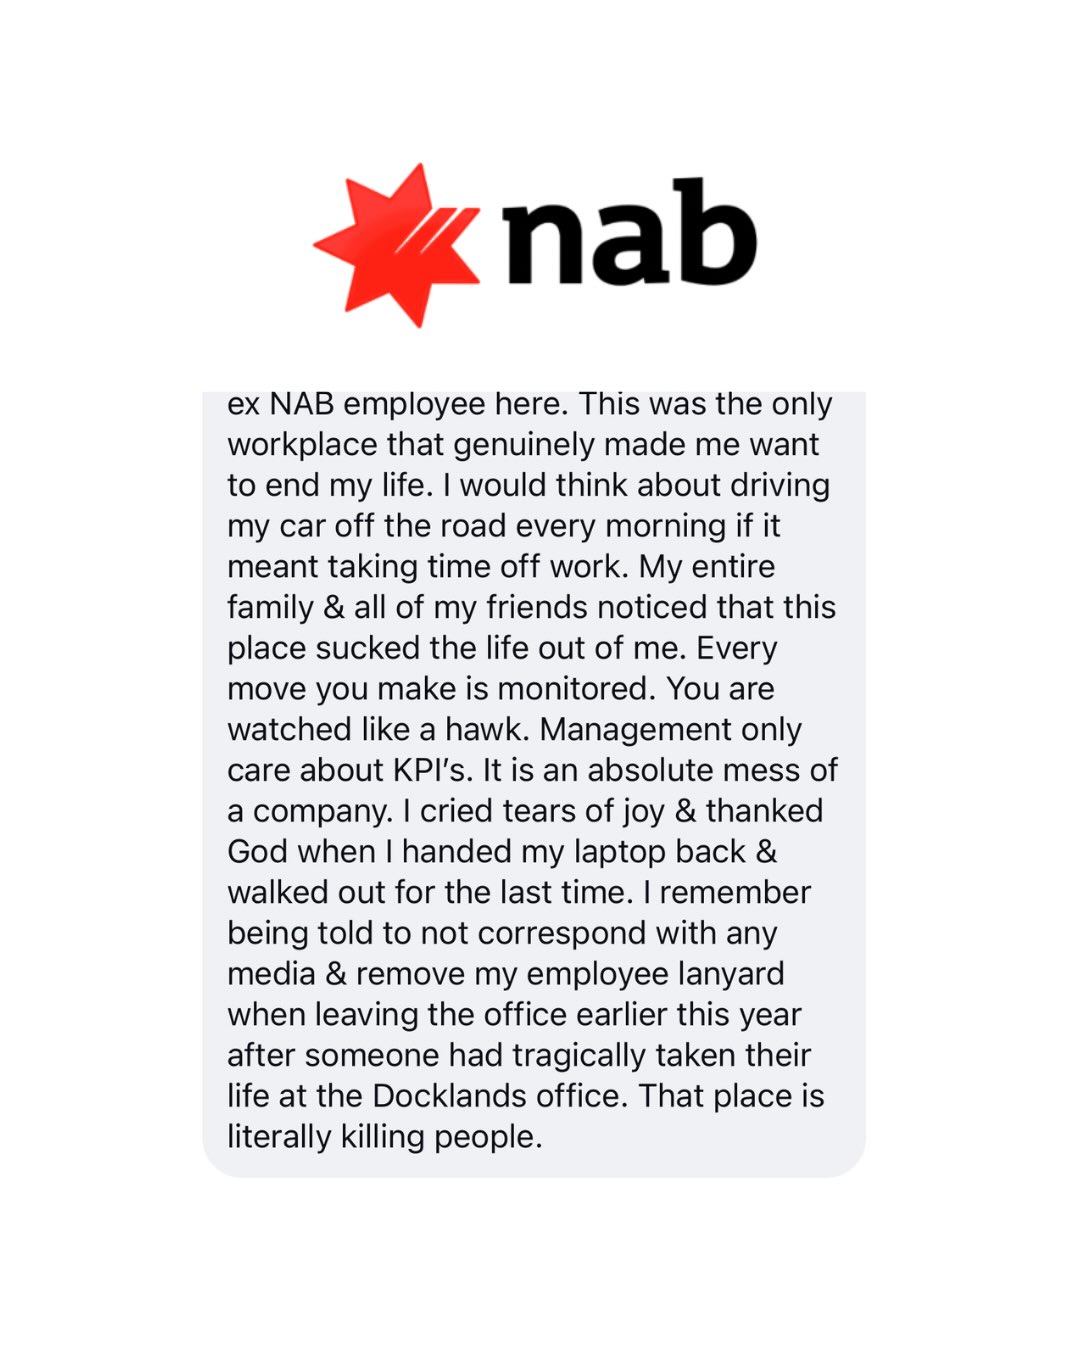 nab
ex NAB employee here. This was the only
workplace that genuinely made me want
to end my life. I would think about driving
my car off the road every morning if it
meant taking time off work. My entire
family & all of my friends noticed that this
place sucked the life out of me. Every
move you make is monitored. You are
watched like a hawk. Management only
care about KPI’s. It is an absolute mess of
a company. I cried tears of joy & thanked
God when I handed my laptop back &
walked out for the last time. I remember
being told to not correspond with any
media & remove my employee lanyard
when leaving the office earlier this year
after someone had tragically taken their
life at the Docklands office. That place is
literally killing people.